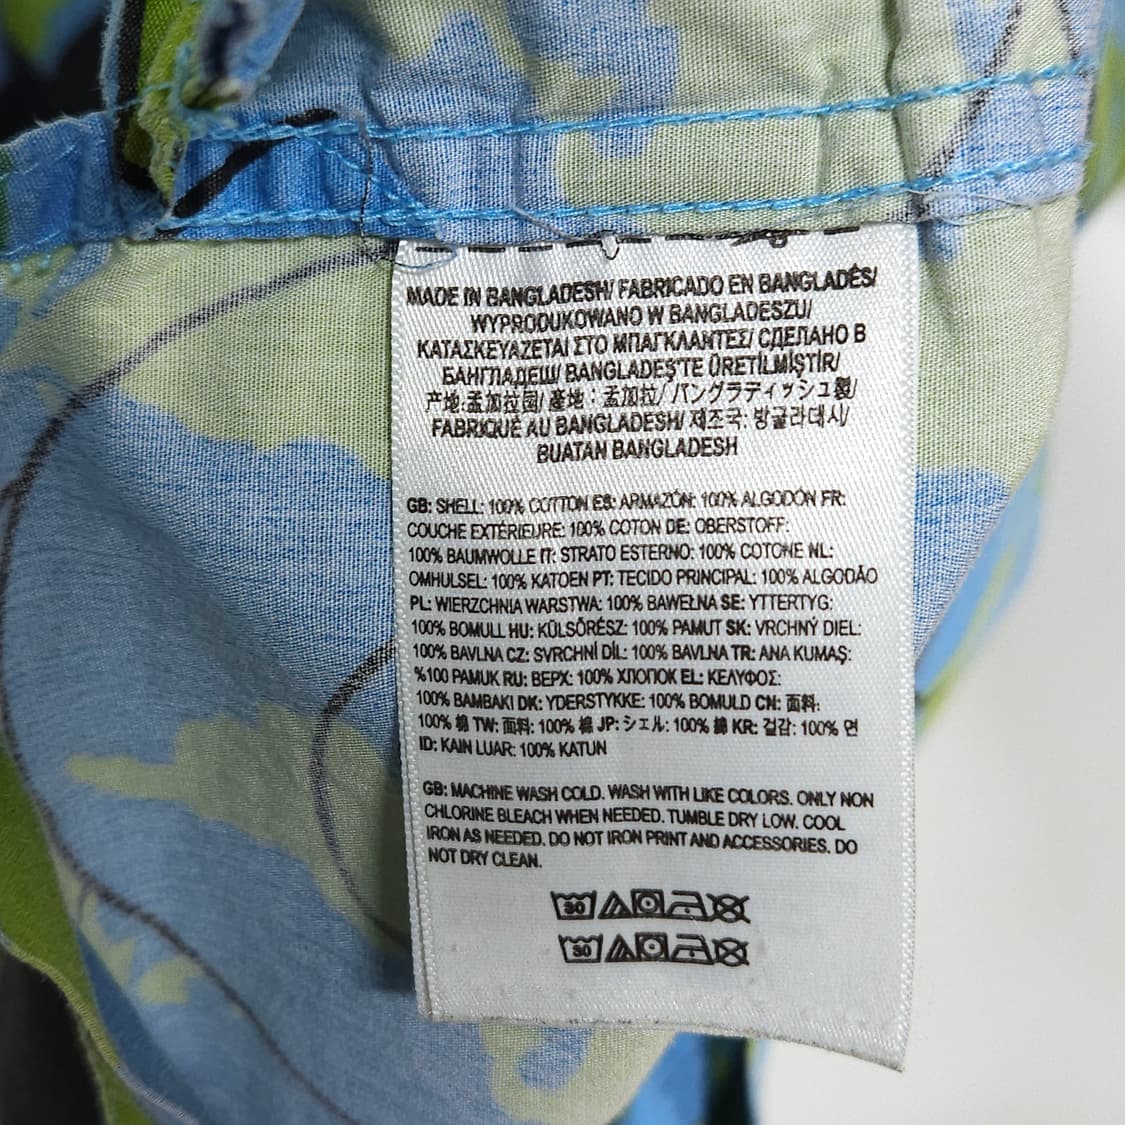 MADE IN BANGLADESH/ FABRICADO EN BANGLADÉS/
WYPRODUKOWANO W BANGLADESZU/
ΚΑΤΑΣΚΕΥΑΖΕΤΑΙ ΣΤΟ ΜΠΑΓΚΛΑΝΤΕΣ/ СДЕЛАНО В
БАНГЛАДЕШ/ BANGLADEŞ'TE ÜRETİLMİŞTİR/
产地:孟加拉国/ 產地：孟加拉/ バングラディッシュ製/
FABRIQUÉ AU BANGLADESH/ 제조국: 방글라데시/
BUATAN BANGLADESH
GB: SHELL: 100% COTTON ES: ARMAZÓN: 100% ALGODÓN FR:
COUCHE EXTÉRIEURE: 100% COTON DE: OBERSTOFF:
100% BAUMWOLLE IT: STRATO ESTERNO: 100% COTONE NL:
OMHULSEL: 100% KATOEN PT: TECIDO PRINCIPAL: 100% ALGODÃO
PL: WIERZCHNIA WARSTWA: 100% BAWEŁNA SE: YTTERTYG:
100% BOMULL HU: KÜLSŐRÉSZ: 100% PAMUT SK: VRCHNÝ DIEL:
100% BAVLNA CZ: SVRCHNÍ DÍL: 100% BAVLNA TR: ANA KUMAŞ:
%100 PAMUK RU: ВЕРХ: 100% ХЛОПОК EL: ΚΕΛΥΦΟΣ:
100% ΒΑΜΒΑΚΙ DK: YDERSTYKKE: 100% BOMULD CN: 面料:
100% 棉 TW: 面料: 100% 棉 JP: シェル: 100% 綿 KR: 겉감: 100% 면
ID: KAIN LUAR: 100% KATUN
GB: MACHINE WASH COLD. WASH WITH LIKE COLORS. ONLY NON
CHLORINE BLEACH WHEN NEEDED. TUMBLE DRY LOW. COOL
IRON AS NEEDED. DO NOT IRON PRINT AND ACCESSORIES. DO
NOT DRY CLEAN.
30
30